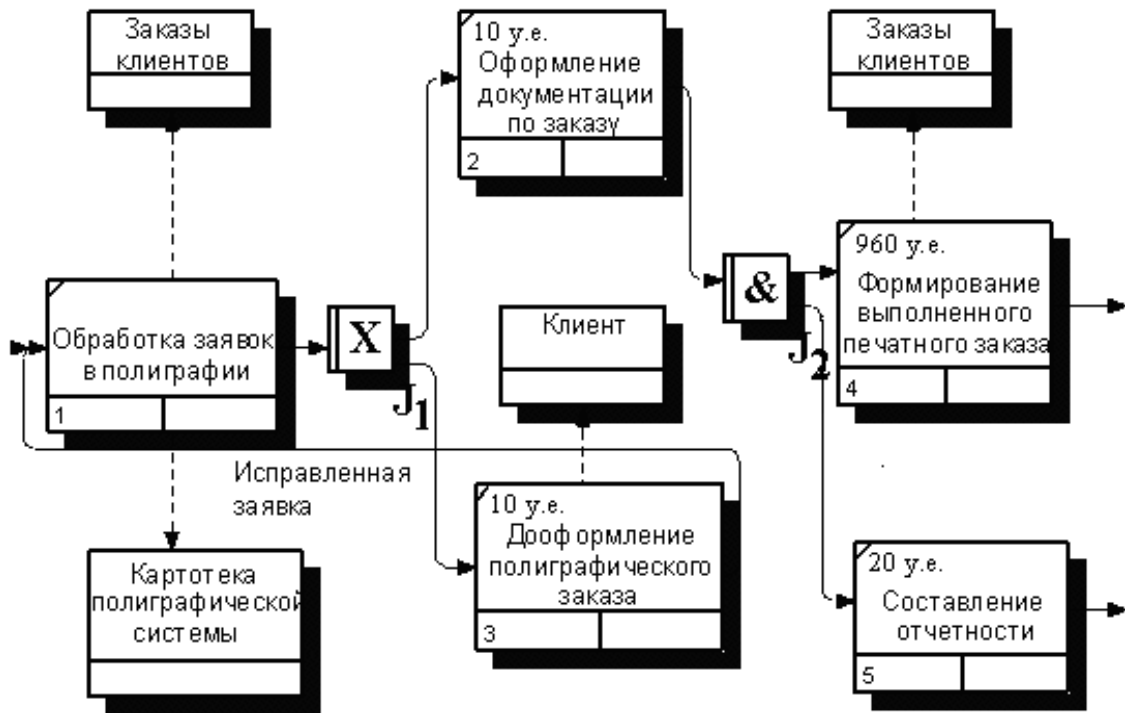 Заказы
клиентов
10 у.е.
Оформление
документации
по заказу
2
Заказы
клиентов
Обработка заявок
в полиграфии
1
X
J1
Клиент
&
J2
960 у.е.
Формирование
выполненного
печатного заказа
4
Исправленная
заявка
Картотека
полиграфической
системы
10 у.е.
Дооформление
полиграфического
заказа
3
20 у.е.
Составление
отчетности
5